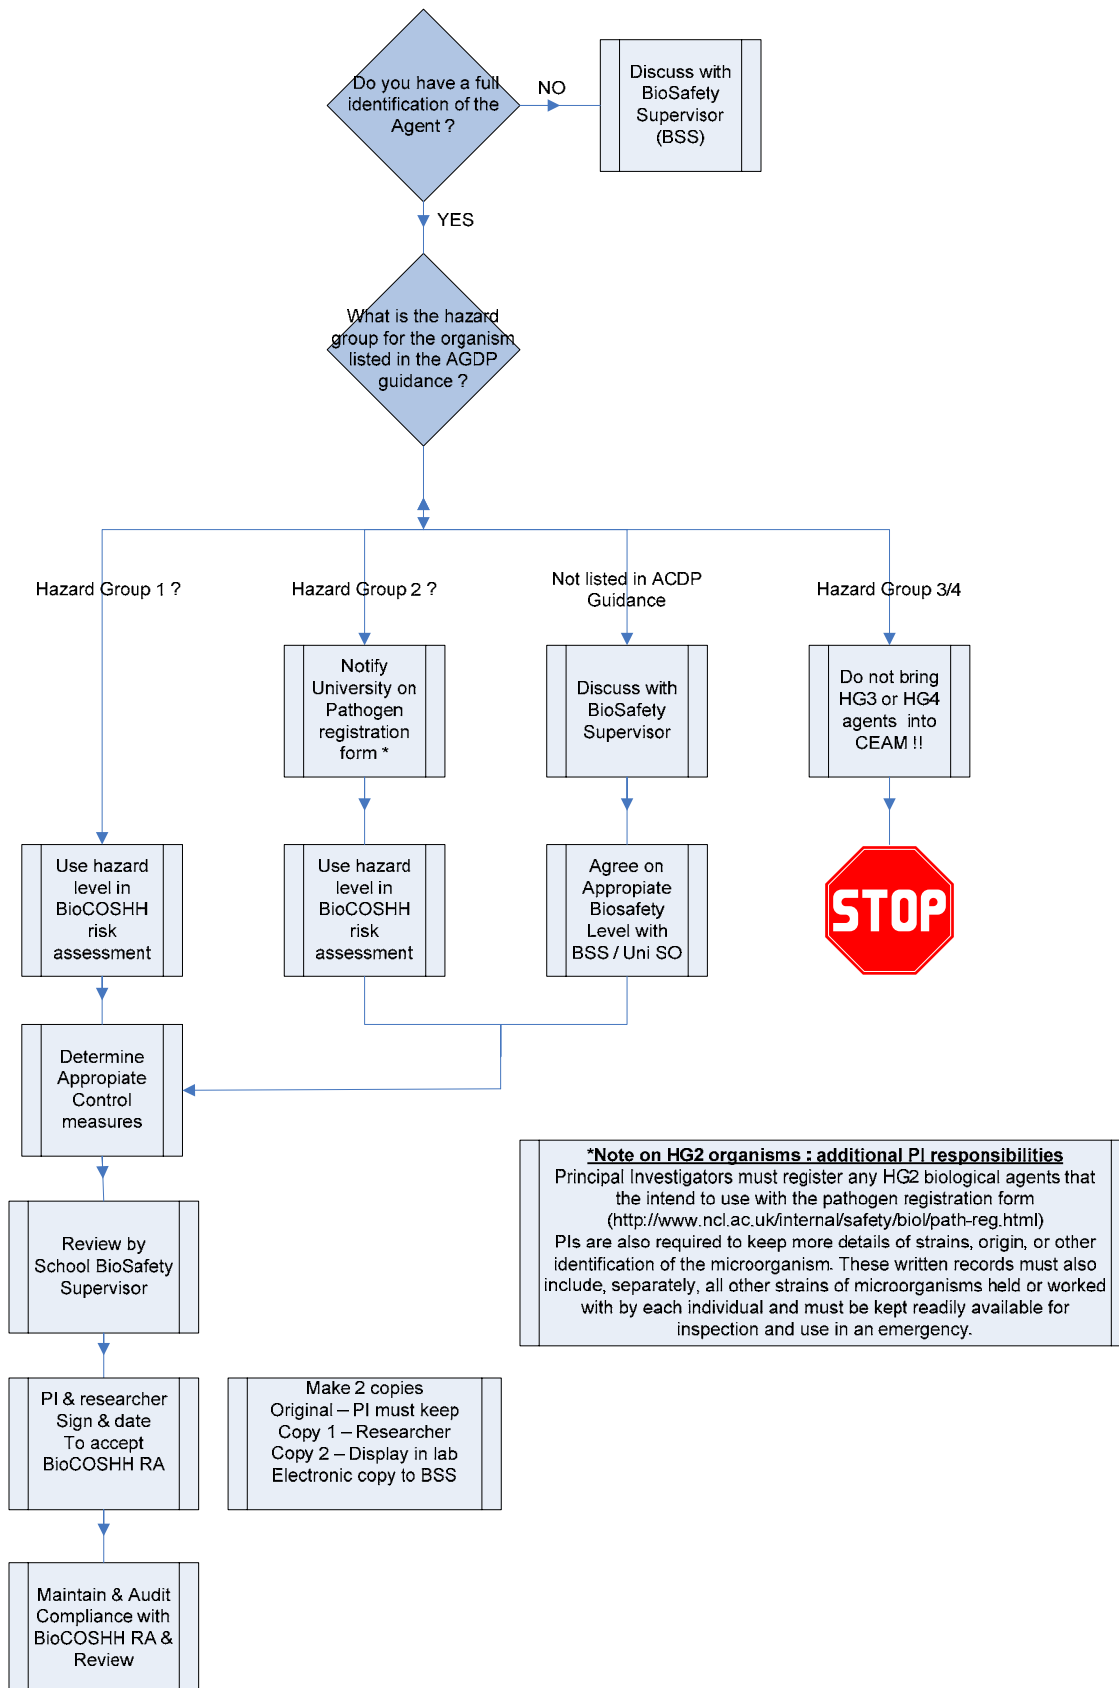 Do you have a full
identification of the
Agent ?
NO
Discuss with
BioSafety
Supervisor
(BSS)
YES
What is the hazard
group for the organism
listed in the AGDP
guidance ?
Hazard Group 1 ?
Hazard Group 2 ?
Not listed in ACDP
Guidance
Hazard Group 3/4
Notify
University on
Pathogen
registration
form *
Discuss with
BioSafety
Supervisor
Do not bring
HG3 or HG4
agents into
CEAM !!
Use hazard
level in
BioCOSHH
risk
assessment
Use hazard
level in
BioCOSHH
risk
assessment
Agree on
Appropiate
Biosafety
Level with
BSS / Uni SO
STOP
Determine
Appropiate
Control
measures
*Note on HG2 organisms : additional PI responsibilities
Principal Investigators must register any HG2 biological agents that
the intend to use with the pathogen registration form
(http://www.ncl.ac.uk/internal/safety/biol/path-reg.html)
PIs are also required to keep more details of strains, origin, or other
identification of the microorganism. These written records must also
include, separately, all other strains of microorganisms held or worked
with by each individual and must be kept readily available for
inspection and use in an emergency.
Review by
School BioSafety
Supervisor
PI & researcher
Sign & date
To accept
BioCOSHH RA
Make 2 copies
Original – PI must keep
Copy 1 – Researcher
Copy 2 – Display in lab
Electronic copy to BSS
Maintain & Audit
Compliance with
BioCOSHH RA &
Review